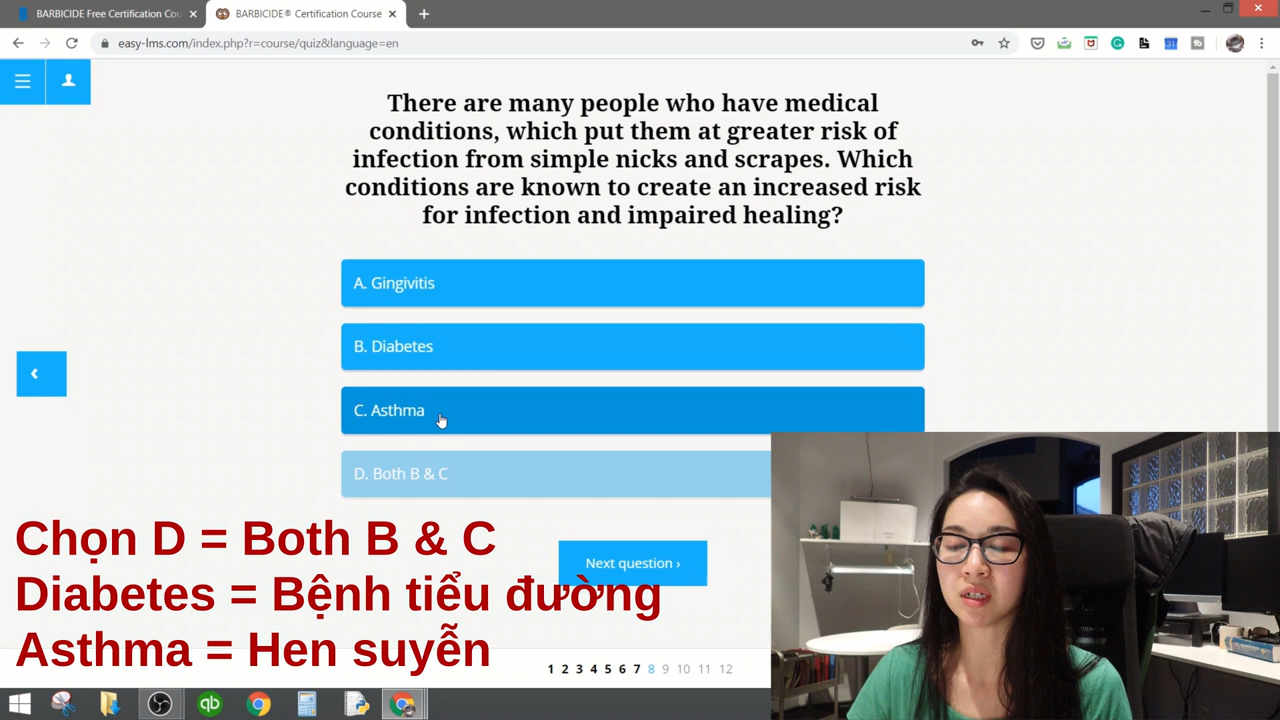 BARBICIDE Free Certification Cou
BARBICIDE® Certification Course
easy-lms.com/index.php?r=course/quiz&language=en
There are many people who have medical
conditions, which put them at greater risk of
infection from simple nicks and scrapes. Which
conditions are known to create an increased risk
for infection and impaired healing?
A. Gingivitis
B. Diabetes
C. Asthma
D. Both B & C
Chọn D = Both B & C
Next question ›
Diabetes = Bệnh tiểu đường
Asthma = Hen suyễn
1 2 3 4 5 6 7 8 9 10 11 12